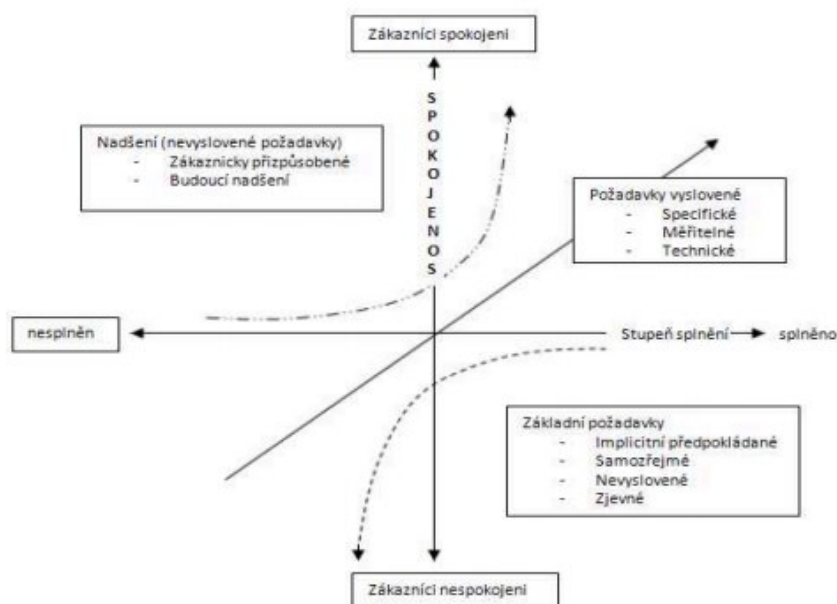 Zákazníci spokojeni
SPOKOJENOS
Nadšení (nevyslovené požadavky)
- Zákaznicky přizpůsobené
- Budoucí nadšení
Požadavky vyslovené
- Specifické
- Měřitelné
- Technické
nesplněn
Stupeň splnění
splněno
Základní požadavky
- Implicitní předpokládané
- Samozřejmé
- Nevyslovené
- Zjevné
Zákazníci nespokojeni